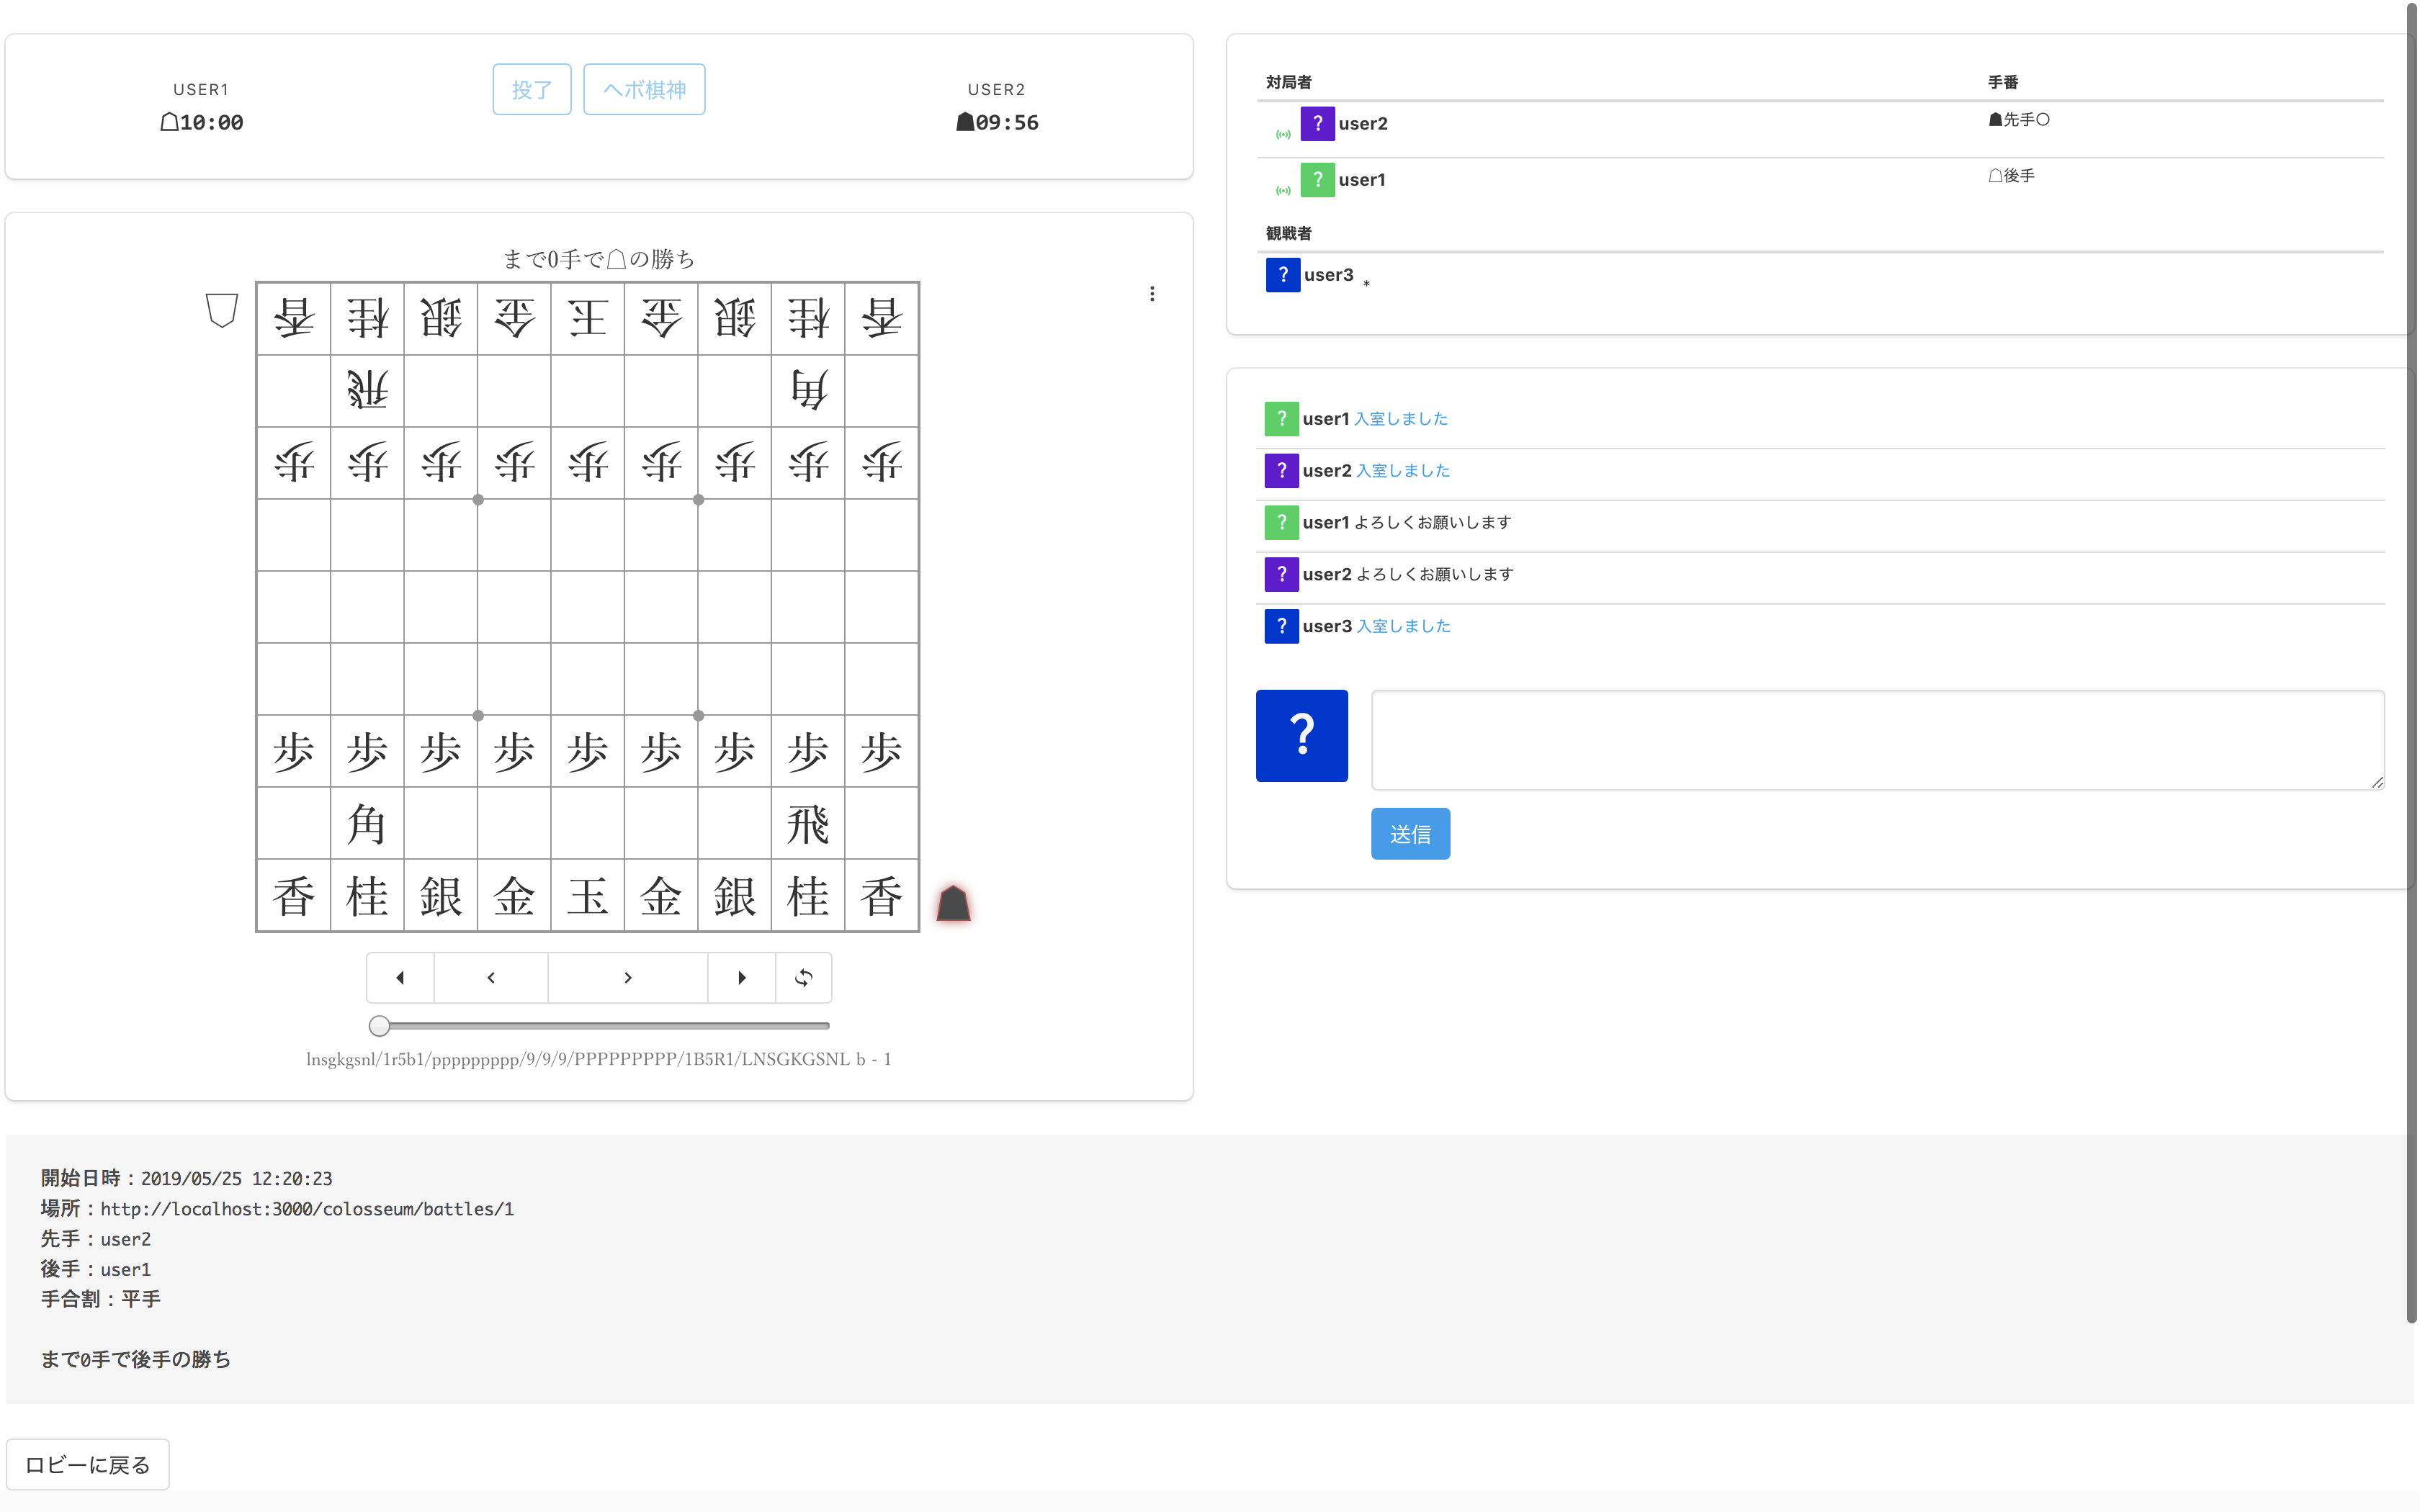 USER1
☖10:00
投了
ヘボ棋神
USER2
☗09:56
まで0手で☖の勝ち
香 桂 銀 金 王 金 銀 桂 香
飛 角
歩 歩 歩 歩 歩 歩 歩 歩 歩
歩 歩 歩 歩 歩 歩 歩 歩 歩
角 飛
香 桂 銀 金 玉 金 銀 桂 香
lnsgkgsnl/1r5b1/ppppppppp/9/9/9/PPPPPPPPP/1B5R1/LNSGKGSNL b - 1
対局者 手番
? user2 ☗先手○
? user1 ☖後手
観戦者
? user3 *
? user1 入室しました
? user2 入室しました
? user1 よろしくお願いします
? user2 よろしくお願いします
? user3 入室しました
?
送信
開始日時：2019/05/25 12:20:23
場所：http://localhost:3000/colosseum/battles/1
先手：user2
後手：user1
手合割：平手
まで0手で後手の勝ち
ロビーに戻る